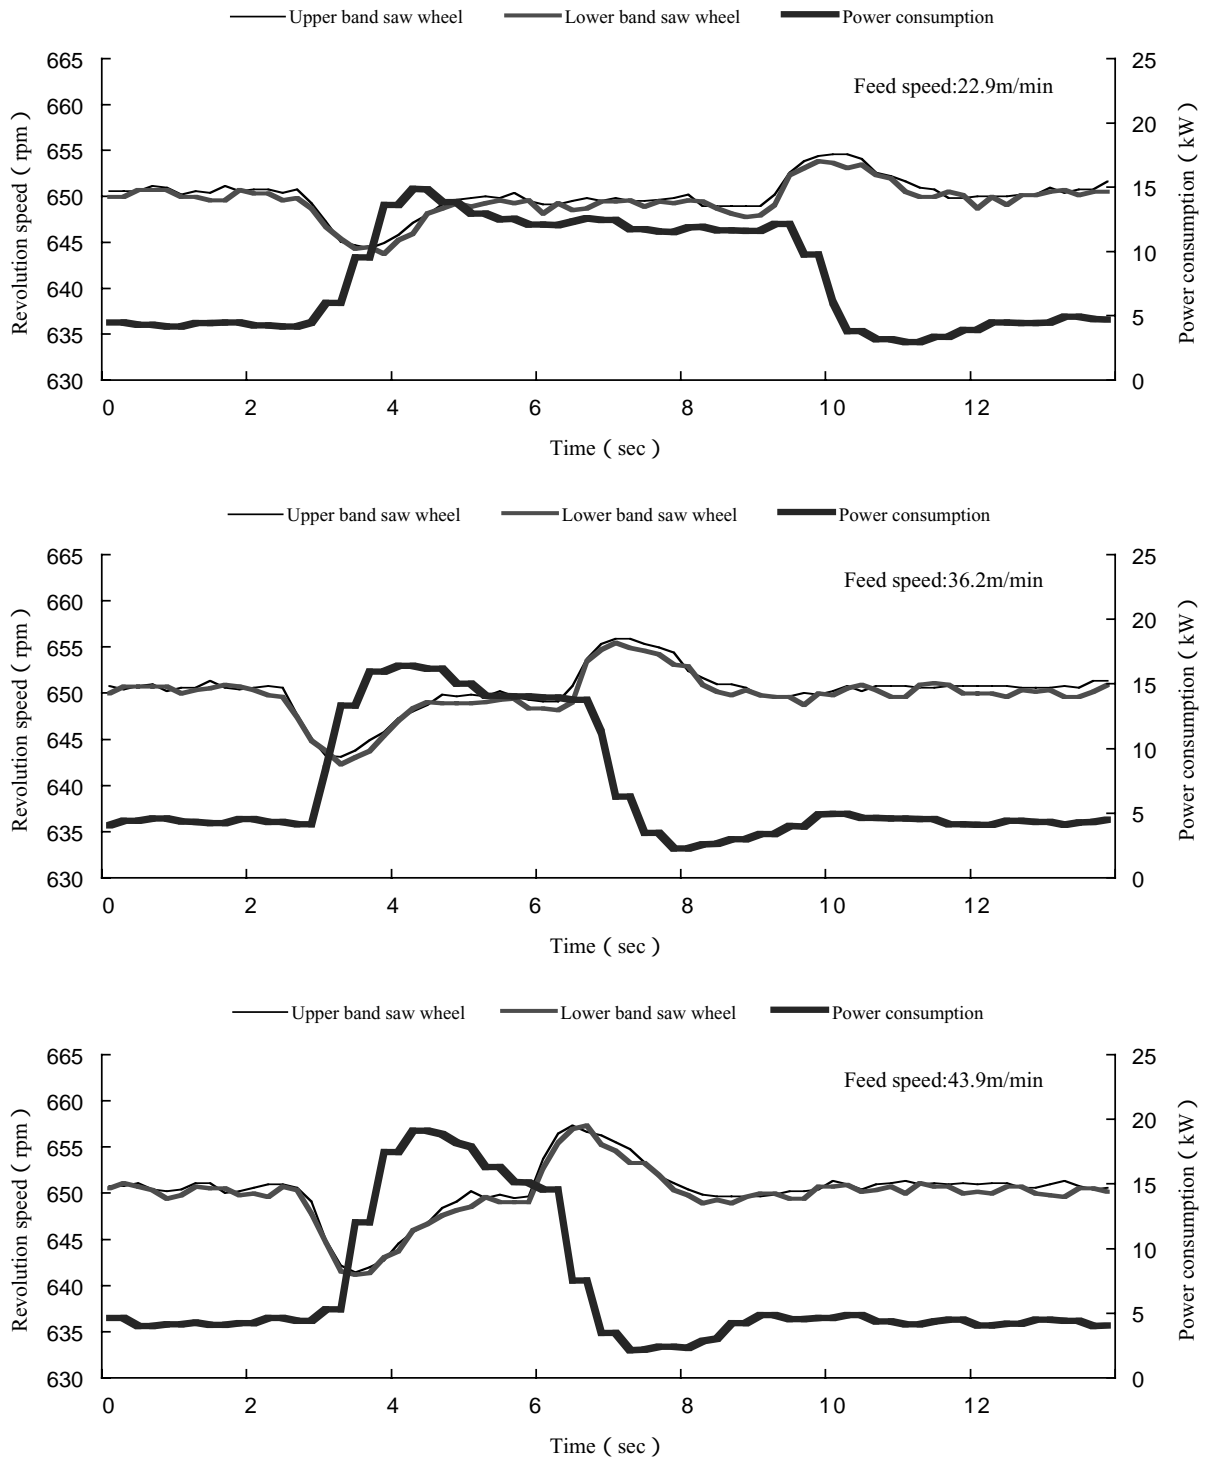 Upper band saw wheel Lower band saw wheel Power consumption
Feed speed:22.9m/min
Revolution speed ( rpm )
665
660
655
650
645
640
635
630
25
20
15
10
5
0
Power consumption ( kW )
0 2 4 6 8 10 12
Time ( sec )
Upper band saw wheel Lower band saw wheel Power consumption
Feed speed:36.2m/min
Revolution speed ( rpm )
665
660
655
650
645
640
635
630
25
20
15
10
5
0
Power consumption ( kW )
0 2 4 6 8 10 12
Time ( sec )
Upper band saw wheel Lower band saw wheel Power consumption
Feed speed:43.9m/min
Revolution speed ( rpm )
665
660
655
650
645
640
635
630
25
20
15
10
5
0
Power consumption ( kW )
0 2 4 6 8 10 12
Time ( sec )